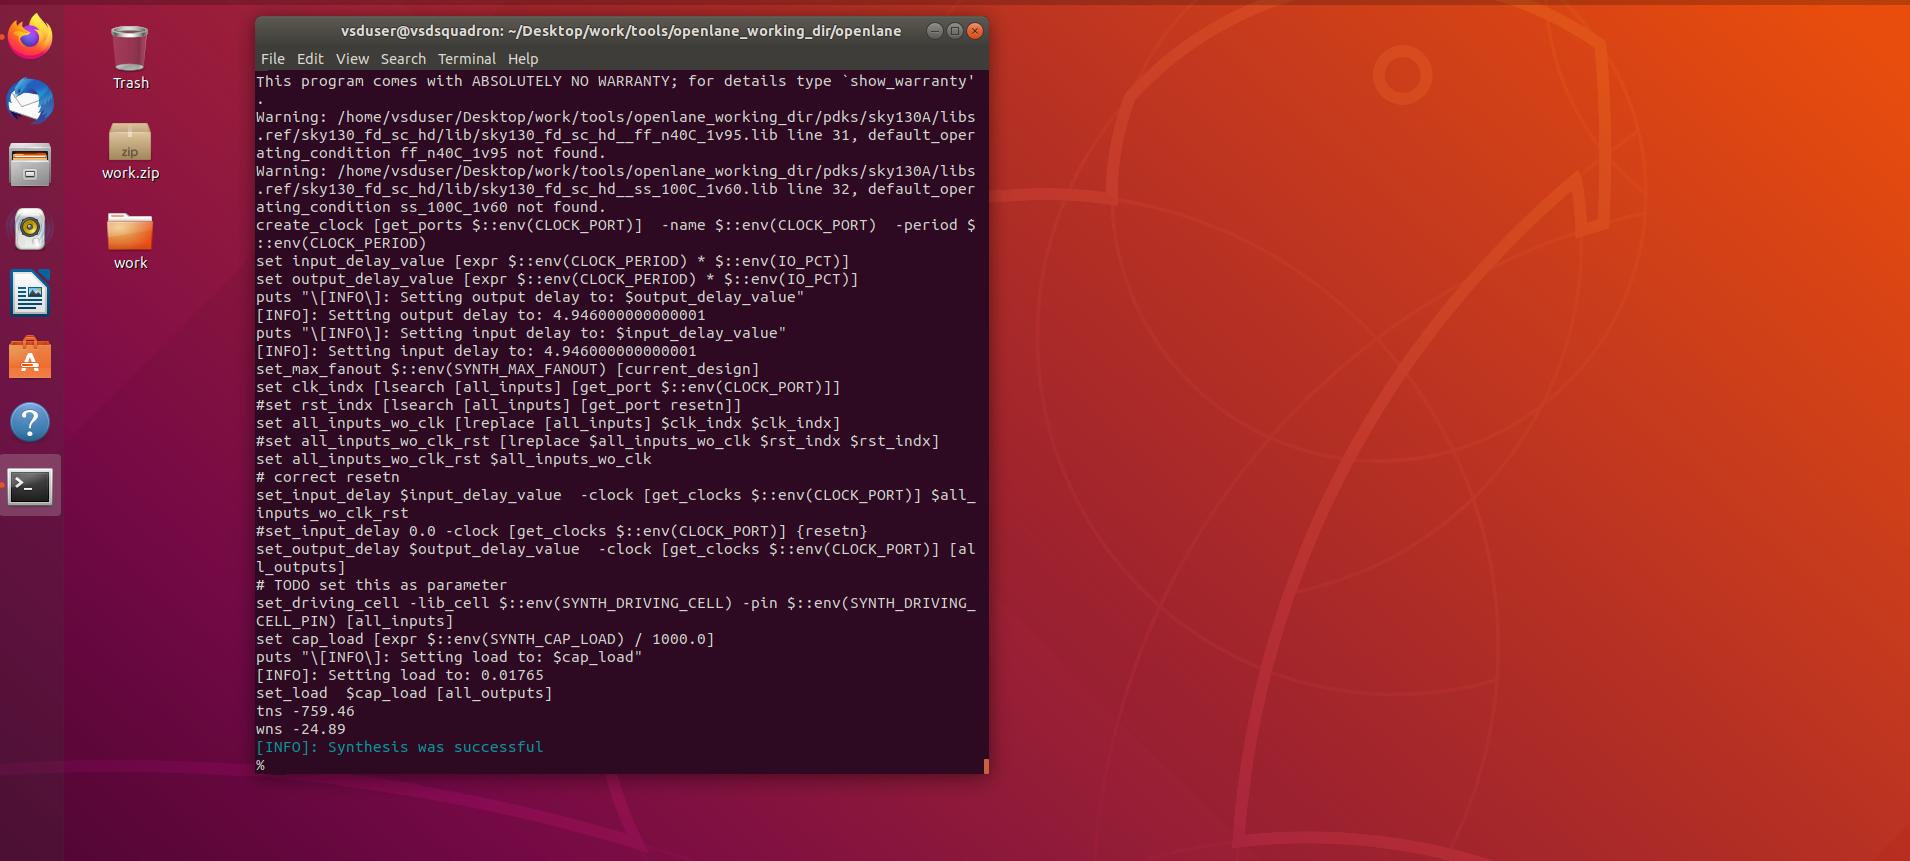 vsduser@vsdsquadron: ~/Desktop/work/tools/openlane_working_dir/openlane
File Edit View Search Terminal Help
Trash
zip
work.zip
work
This program comes with ABSOLUTELY NO WARRANTY; for details type `show_warranty'
.
Warning: /home/vsduser/Desktop/work/tools/openlane_working_dir/pdks/sky130A/libs
.ref/sky130_fd_sc_hd/lib/sky130_fd_sc_hd__ff_n40C_1v95.lib line 31, default_oper
ating_condition ff_n40C_1v95 not found.
Warning: /home/vsduser/Desktop/work/tools/openlane_working_dir/pdks/sky130A/libs
.ref/sky130_fd_sc_hd/lib/sky130_fd_sc_hd__ss_100C_1v60.lib line 32, default_oper
ating_condition ss_100C_1v60 not found.
create_clock [get_ports $::env(CLOCK_PORT)]  -name $::env(CLOCK_PORT)  -period $
::env(CLOCK_PERIOD)
set input_delay_value [expr $::env(CLOCK_PERIOD) * $::env(IO_PCT)]
set output_delay_value [expr $::env(CLOCK_PERIOD) * $::env(IO_PCT)]
puts "\[INFO\]: Setting output delay to: $output_delay_value"
[INFO]: Setting output delay to: 4.946000000000001
puts "\[INFO\]: Setting input delay to: $input_delay_value"
[INFO]: Setting input delay to: 4.946000000000001
set_max_fanout $::env(SYNTH_MAX_FANOUT) [current_design]
set clk_indx [lsearch [all_inputs] [get_port $::env(CLOCK_PORT)]]
#set rst_indx [lsearch [all_inputs] [get_port resetn]]
set all_inputs_wo_clk [lreplace [all_inputs] $clk_indx $clk_indx]
#set all_inputs_wo_clk_rst [lreplace $all_inputs_wo_clk $rst_indx $rst_indx]
set all_inputs_wo_clk_rst $all_inputs_wo_clk
# correct resetn
set_input_delay $input_delay_value  -clock [get_clocks $::env(CLOCK_PORT)] $all_
inputs_wo_clk_rst
#set_input_delay 0.0 -clock [get_clocks $::env(CLOCK_PORT)] {resetn}
set_output_delay $output_delay_value  -clock [get_clocks $::env(CLOCK_PORT)] [al
l_outputs]
# TODO set this as parameter
set_driving_cell -lib_cell $::env(SYNTH_DRIVING_CELL) -pin $::env(SYNTH_DRIVING_
CELL_PIN) [all_inputs]
set cap_load [expr $::env(SYNTH_CAP_LOAD) / 1000.0]
puts "\[INFO\]: Setting load to: $cap_load"
[INFO]: Setting load to: 0.01765
set_load  $cap_load [all_outputs]
tns -759.46
wns -24.89
[INFO]: Synthesis was successful
%